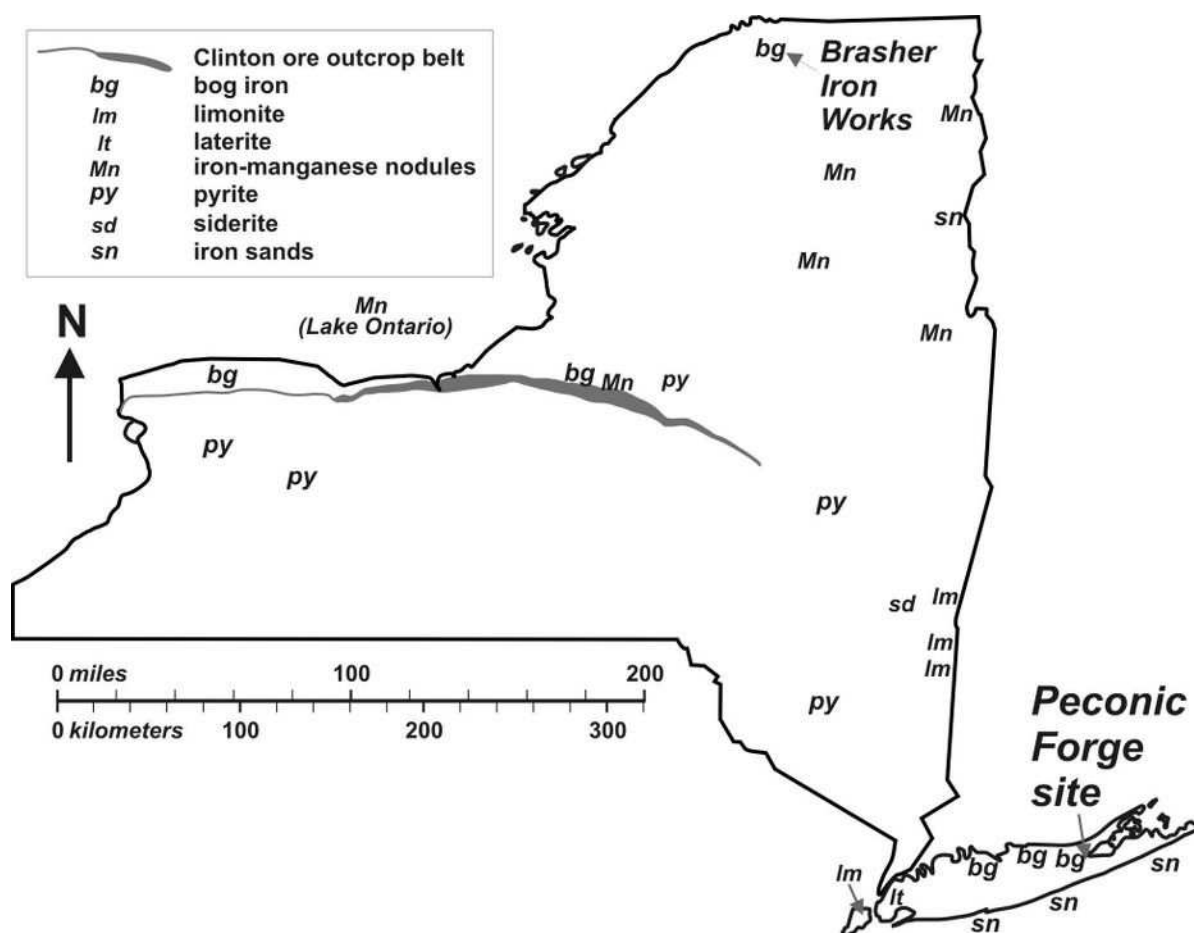 Clinton ore outcrop belt
bg bog iron
lm limonite
lt laterite
Mn iron-manganese nodules
py pyrite
sd siderite
sn iron sands
bg
Brasher
Iron
Works
Mn
Mn
sn
Mn
Mn
N
Mn
(Lake Ontario)
bg
bg
Mn
py
py
py
py
sd
lm
lm
lm
0 miles 100 200
0 kilometers 100 200 300
py
Peconic
Forge
site
lm
lt
bg
bg
bg
sn
sn
sn